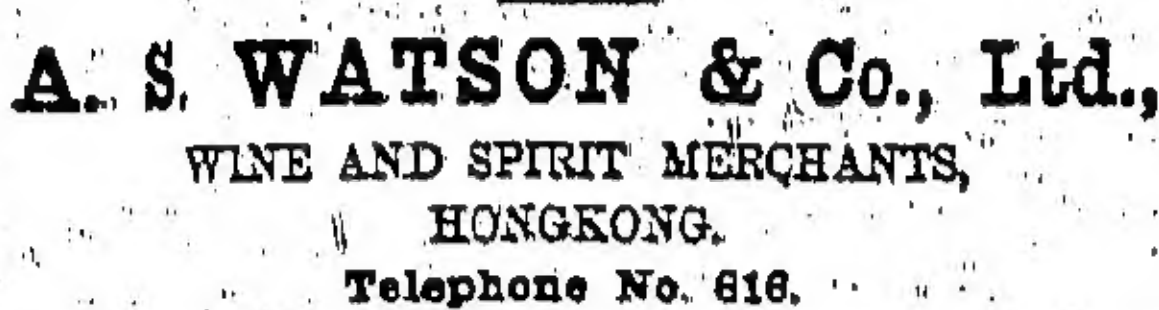 A. S. WATSON & Co., Ltd.,
WINE AND SPIRIT MERCHANTS,
HONGKONG.
Telephone No. 616.